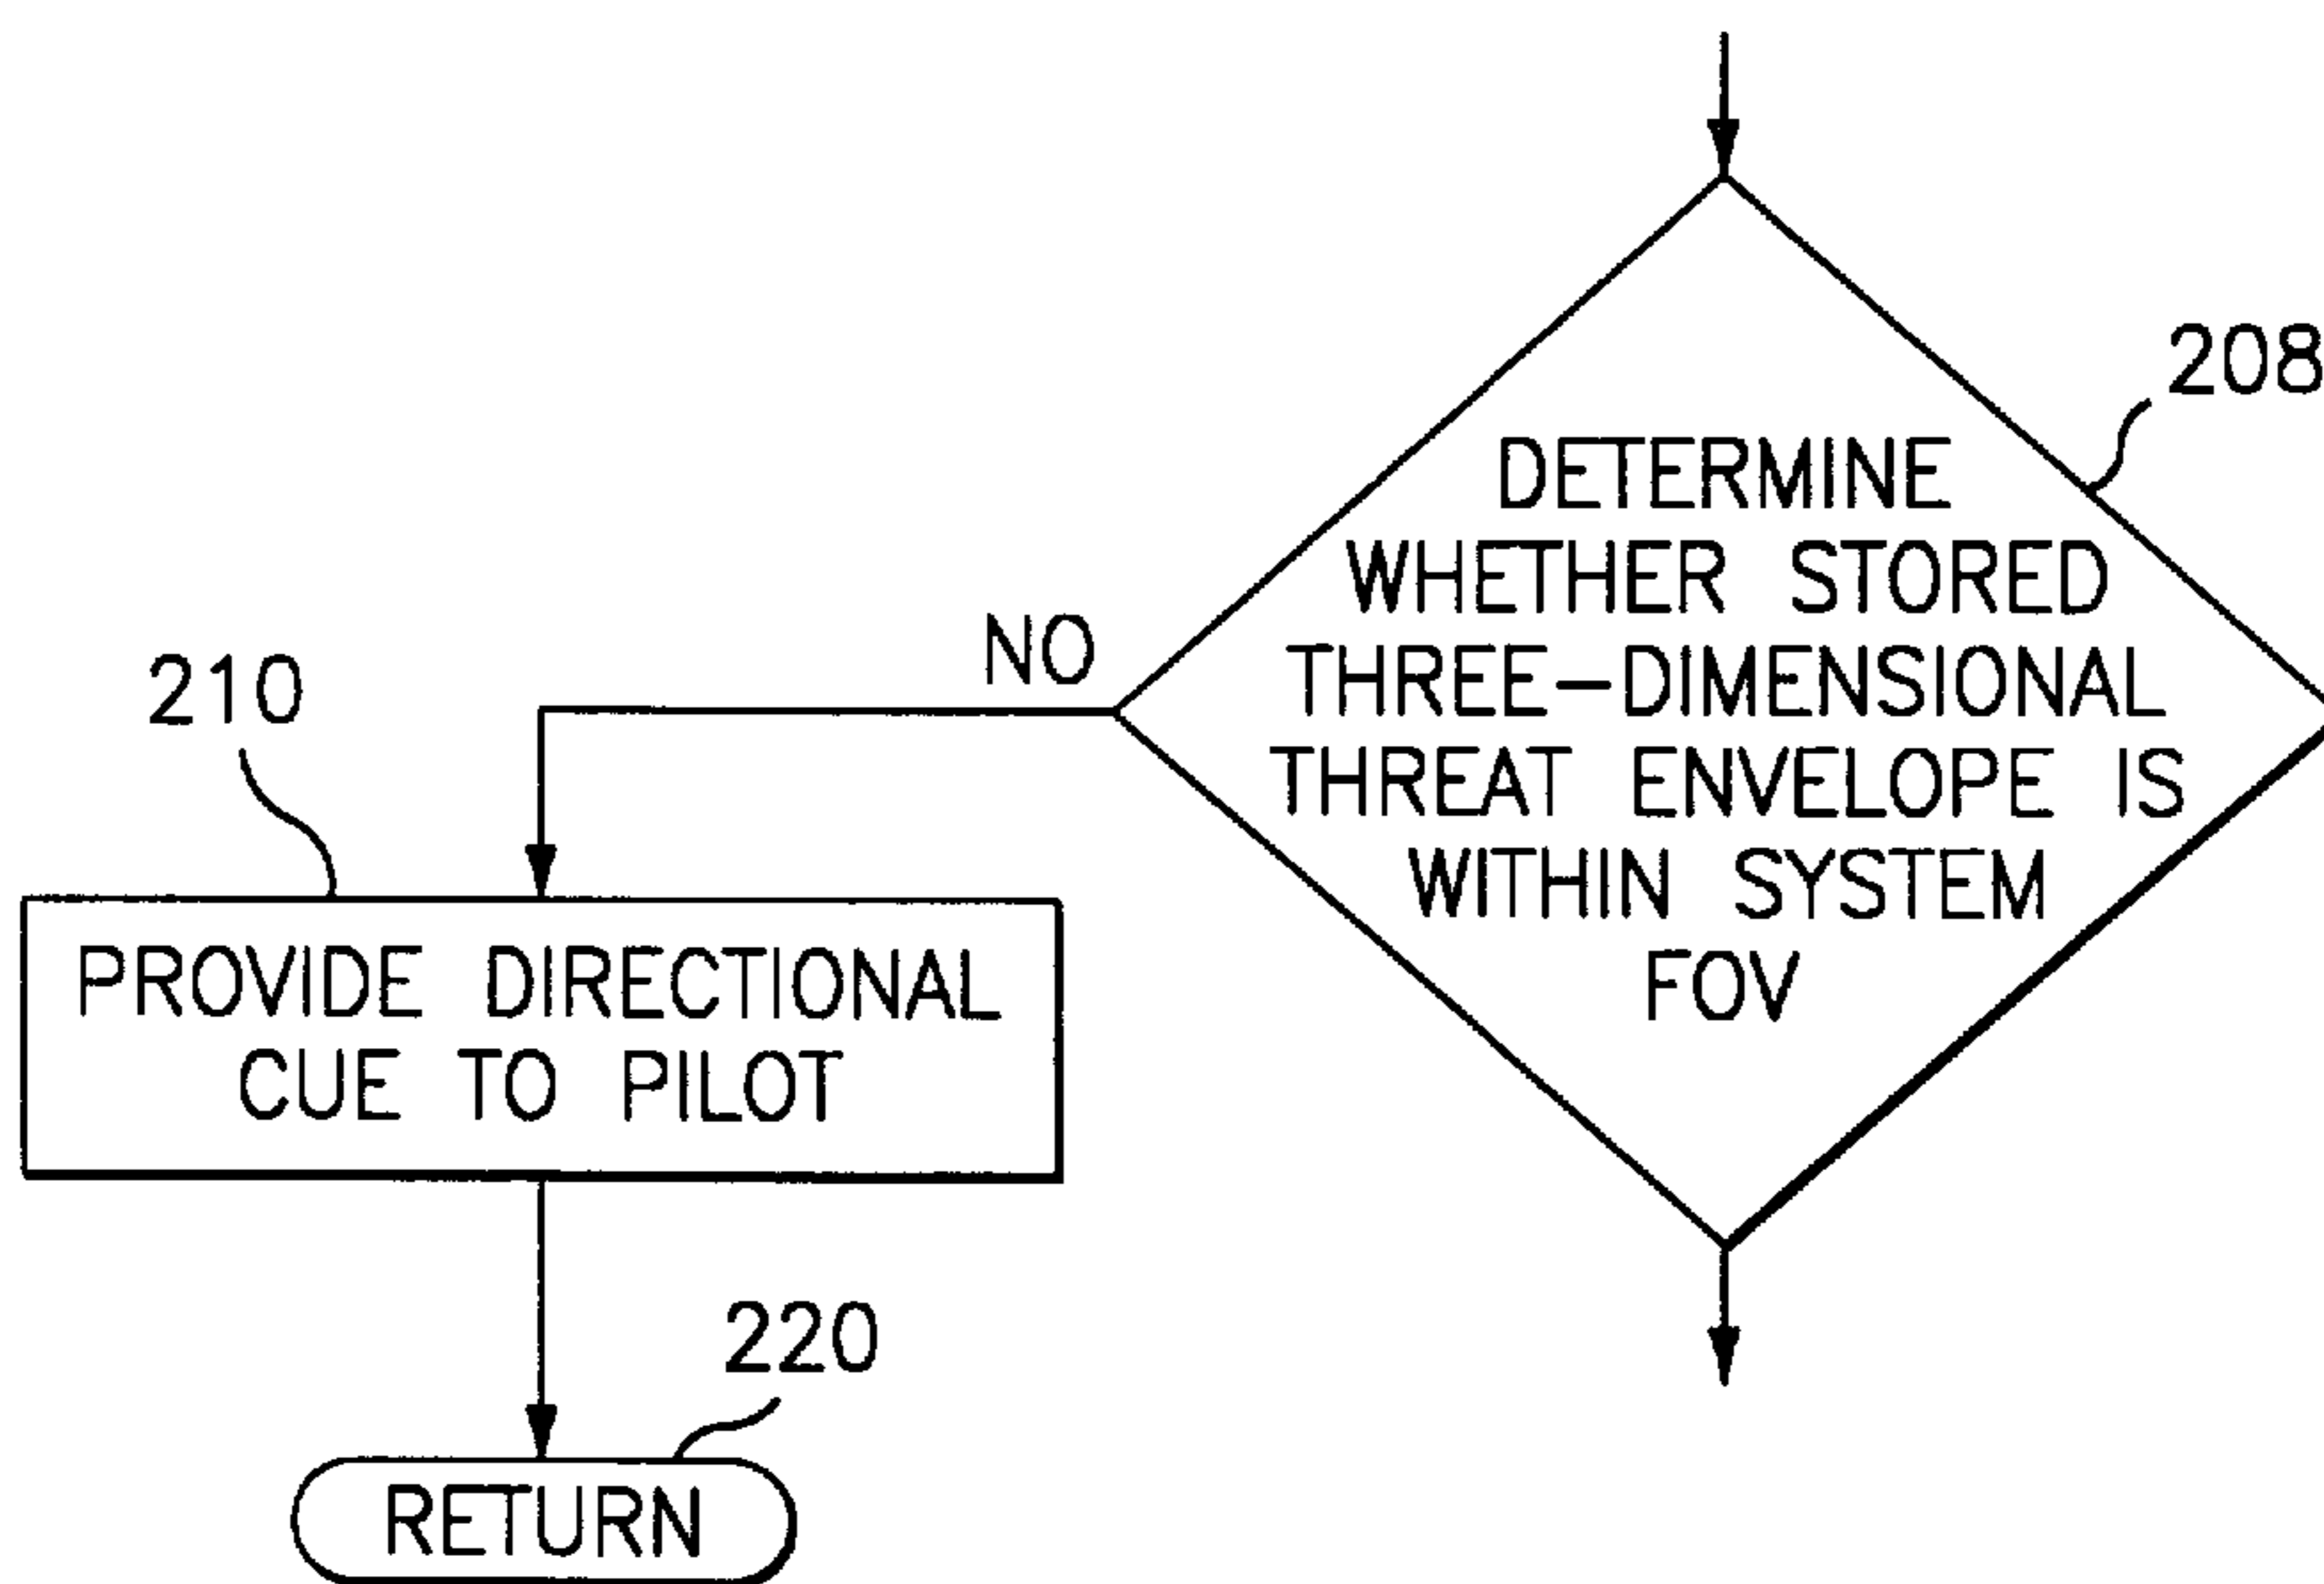 208
DETERMINE
WHETHER STORED
THREE-DIMENSIONAL
THREAT ENVELOPE IS
WITHIN SYSTEM
FOV
NO
210
PROVIDE DIRECTIONAL
CUE TO PILOT
220
RETURN